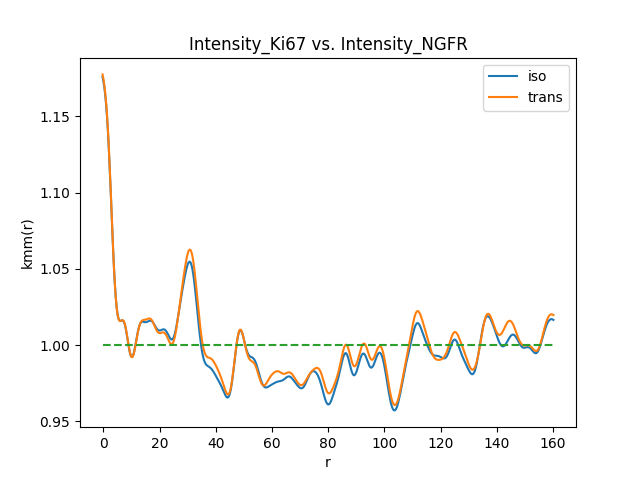 Intensity_Ki67 vs. Intensity_NGFR
iso
trans
1.15
1.10
1.05
1.00
0.95
kmm(r)
0 20 40 60 80 100 120 140 160
r